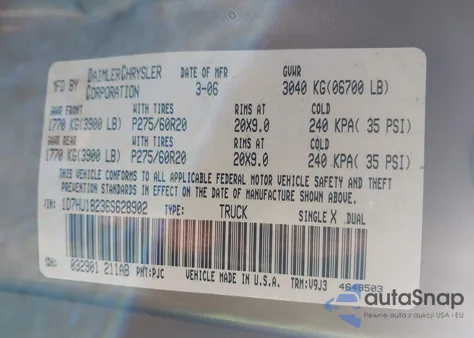 MFD BY DAIMLERCHRYSLER CORPORATION DATE OF MFR 3-06 GVWR 3040 KG(06700 LB)
GAWR FRONT WITH TIRES RIMS AT COLD
1770 KG(3900 LB) P275/60R20 20X9.0 240 KPA( 35 PSI)
GAWR REAR WITH TIRES RIMS AT COLD
1770 KG(3900 LB) P275/60R20 20X9.0 240 KPA( 35 PSI)
THIS VEHICLE CONFORMS TO ALL APPLICABLE FEDERAL MOTOR VEHICLE SAFETY AND THEFT
PREVENTION STANDARDS IN EFFECT ON THE DATE OF MANUFACTURE SHOWN ABOVE.
VIN: 1D7HU18236S628902 TYPE: TRUCK SINGLE X DUAL
032901 211AB PNT:PJC VEHICLE MADE IN U.S.A. TRM:V9J3 4648503
autoSnap
Pewne auta z aukcji USA i EU